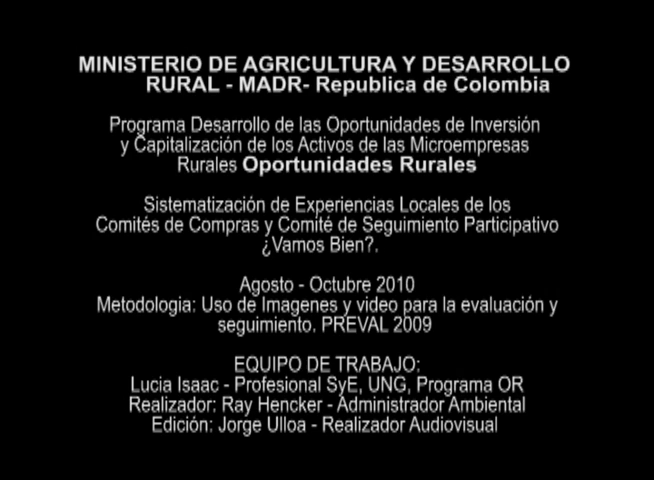 MINISTERIO DE AGRICULTURA Y DESARROLLO
RURAL - MADR- Republica de Colombia
Programa Desarrollo de las Oportunidades de Inversión
y Capitalización de los Activos de las Microempresas
Rurales Oportunidades Rurales
Sistematización de Experiencias Locales de los
Comités de Compras y Comité de Seguimiento Participativo
¿Vamos Bien?.
Agosto - Octubre 2010
Metodologia: Uso de Imagenes y video para la evaluación y
seguimiento. PREVAL 2009
EQUIPO DE TRABAJO:
Lucia Isaac - Profesional SyE, UNG, Programa OR
Realizador: Ray Hencker - Administrador Ambiental
Edición: Jorge Ulloa - Realizador Audiovisual